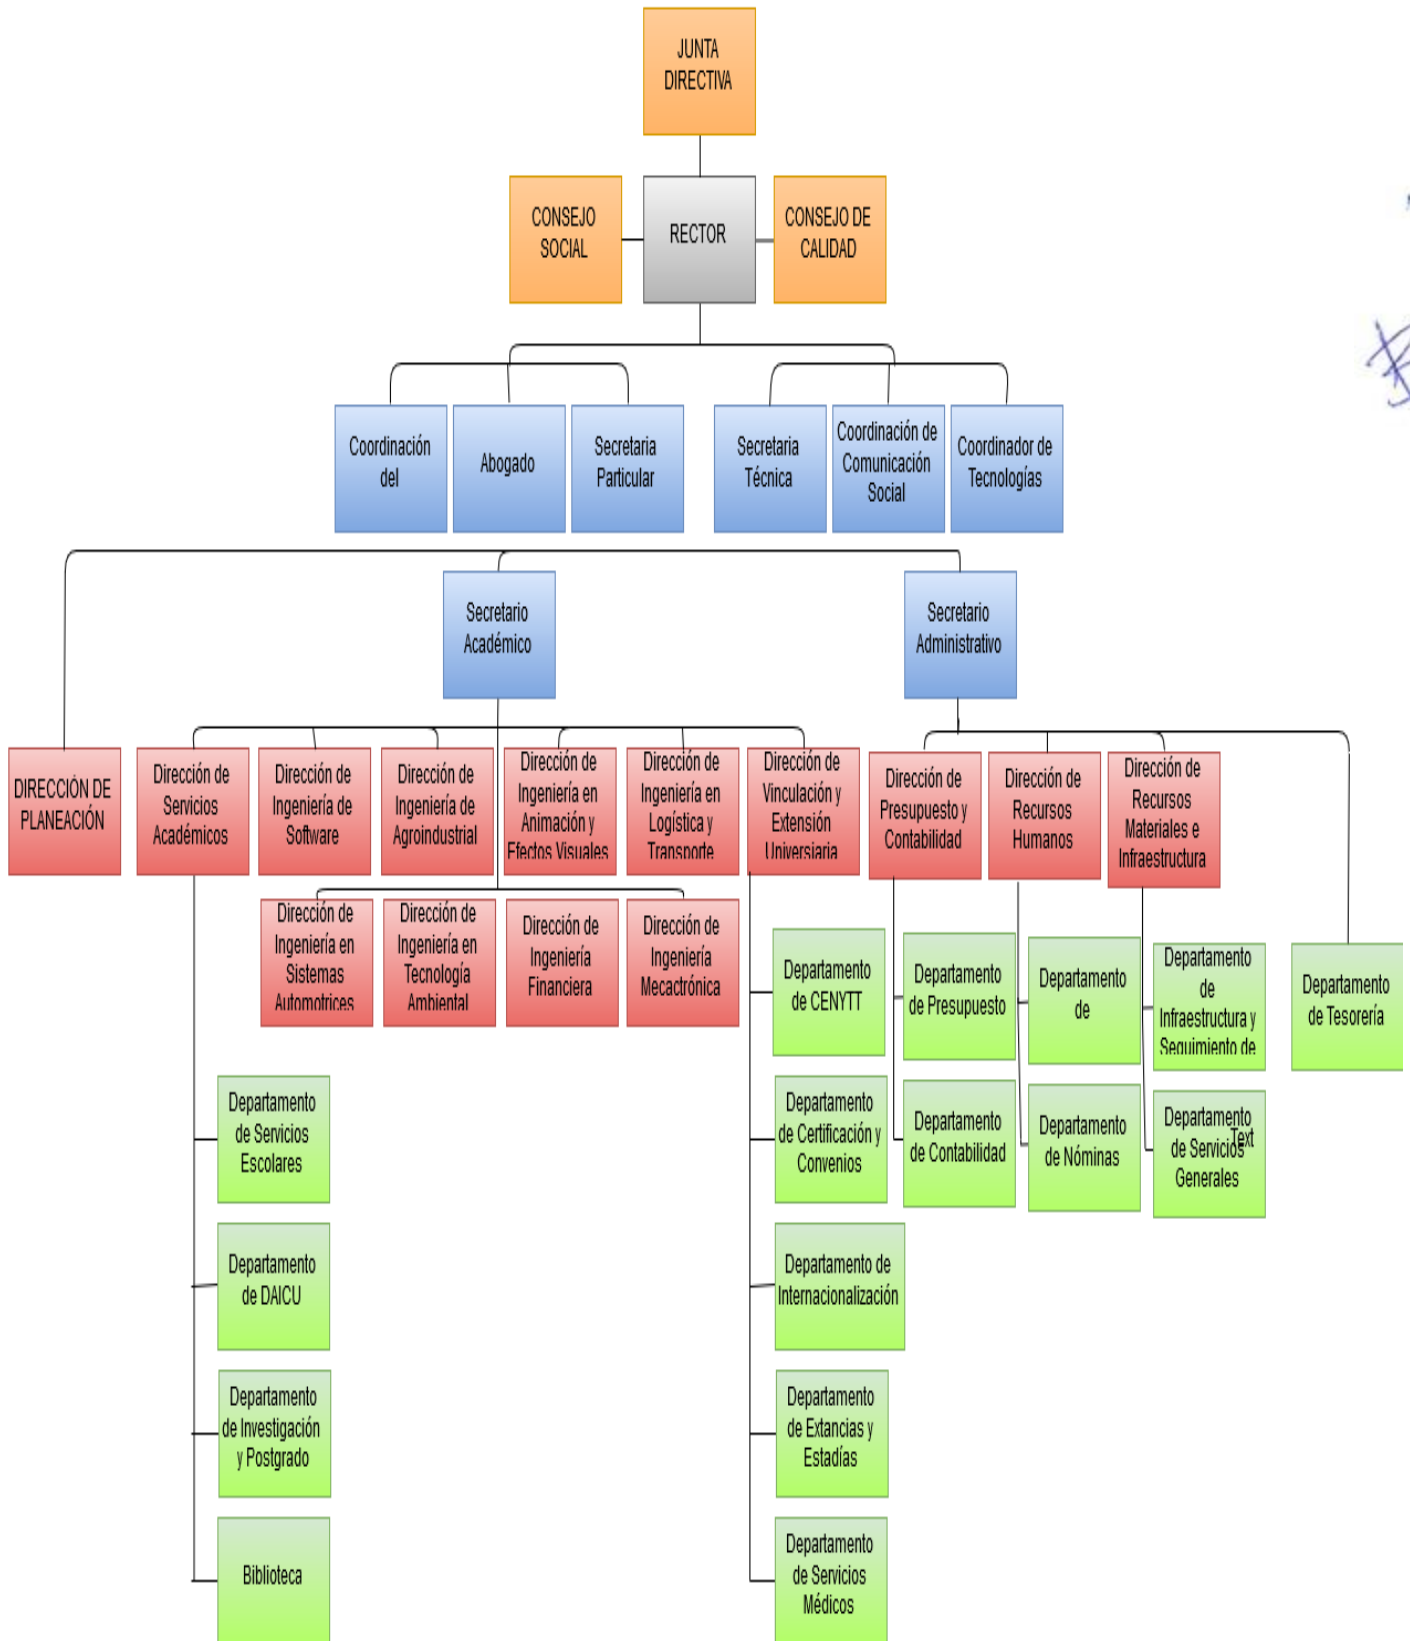 JUNTA
DIRECTIVA
CONSEJO
SOCIAL
RECTOR
CONSEJO DE
CALIDAD
Coordinación
del
Abogado
Secretaria
Particular
Secretaria
Técnica
Coordinación de
Comunicación
Social
Coordinador de
Tecnologías
Secretario
Académico
Secretario
Administrativo
DIRECCIÓN DE
PLANEACIÓN
Dirección de
Servicios
Académicos
Dirección de
Ingeniería de
Software
Dirección de
Ingeniería de
Agroindustrial
Dirección de
Ingeniería en
Animación y
Efectos Visuales
Dirección de
Ingeniería en
Logística y
Transporte
Dirección de
Vinculación y
Extensión
Universiaria
Dirección de
Presupuesto y
Contabilidad
Dirección de
Recursos
Humanos
Dirección de
Recursos
Materiales e
Infraestructura
Dirección de
Ingeniería en
Sistemas
Automotrices
Dirección de
Ingeniería en
Tecnología
Ambiental
Dirección de
Ingeniería
Financiera
Dirección de
Ingeniería
Mecactrónica
Departamento
de CENYTT
Departamento
de Presupuesto
Departamento
de
Departamento
de
Infraestructura y
Seguimiento de
Departamento
de Tesorería
Departamento
de Servicios
Escolares
Departamento
de Certificación y
Convenios
Departamento
de Contabilidad
Departamento
de Nóminas
Departamento
de Servicios
Generales
Text
Departamento
de DAICU
Departamento de
Internacionalización
Departamento
de Investigación
y Postgrado
Departamento
de Extancias y
Estadías
Biblioteca
Departamento
de Servicios
Médicos